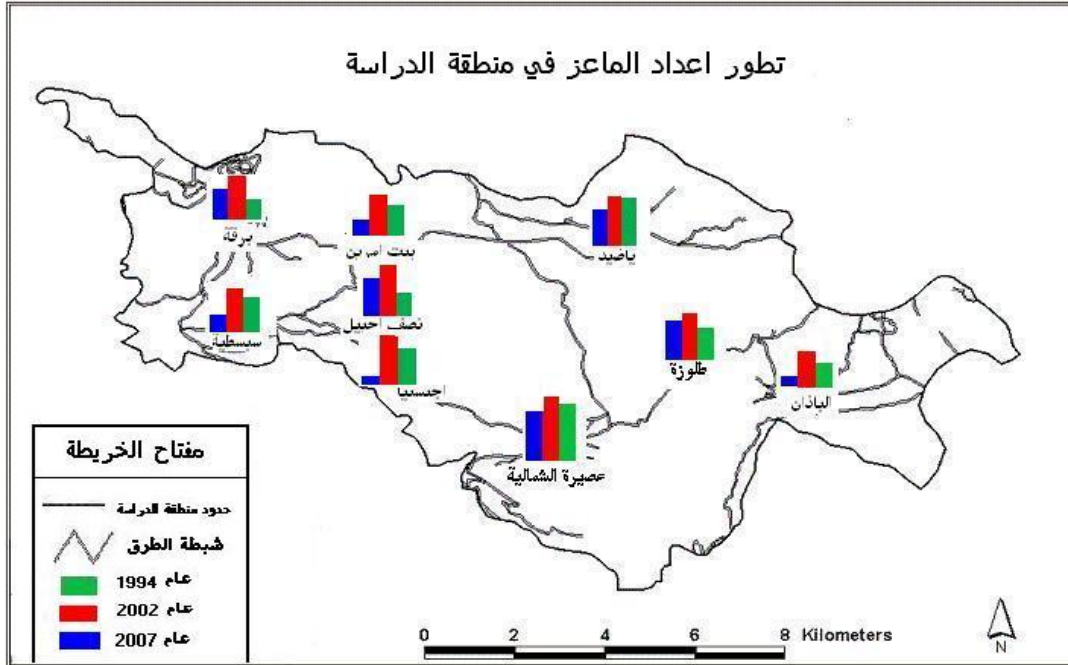 تطور اعداد الماعز في منطقة الدراسة
برقة
بيت امرين
ياصيد
نصف اجبيل
سبسطية
اجنسنيا
طلوزة
الباذان
عصيرة الشمالية
مفتاح الخريطة
حدود منطقة الدراسة
شبطة الطرق
عام 1994
عام 2002
عام 2007
0 2 4 6 8 Kilometers
N